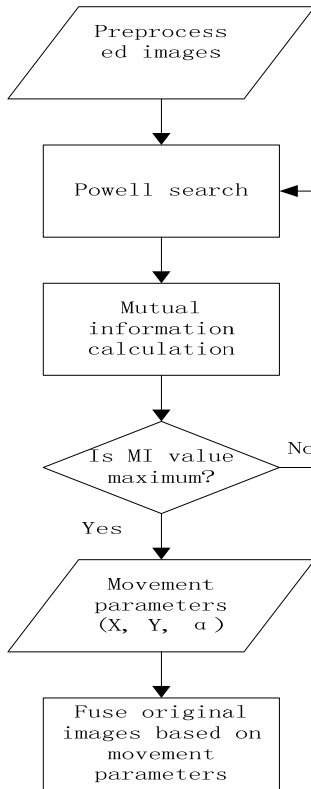 Preprocess
ed images
Powell search
Mutual
information
calculation
Is MI value
maximum?
No
Yes
Movement
parameters
(X, Y, α)
Fuse original
images based on
movement
parameters